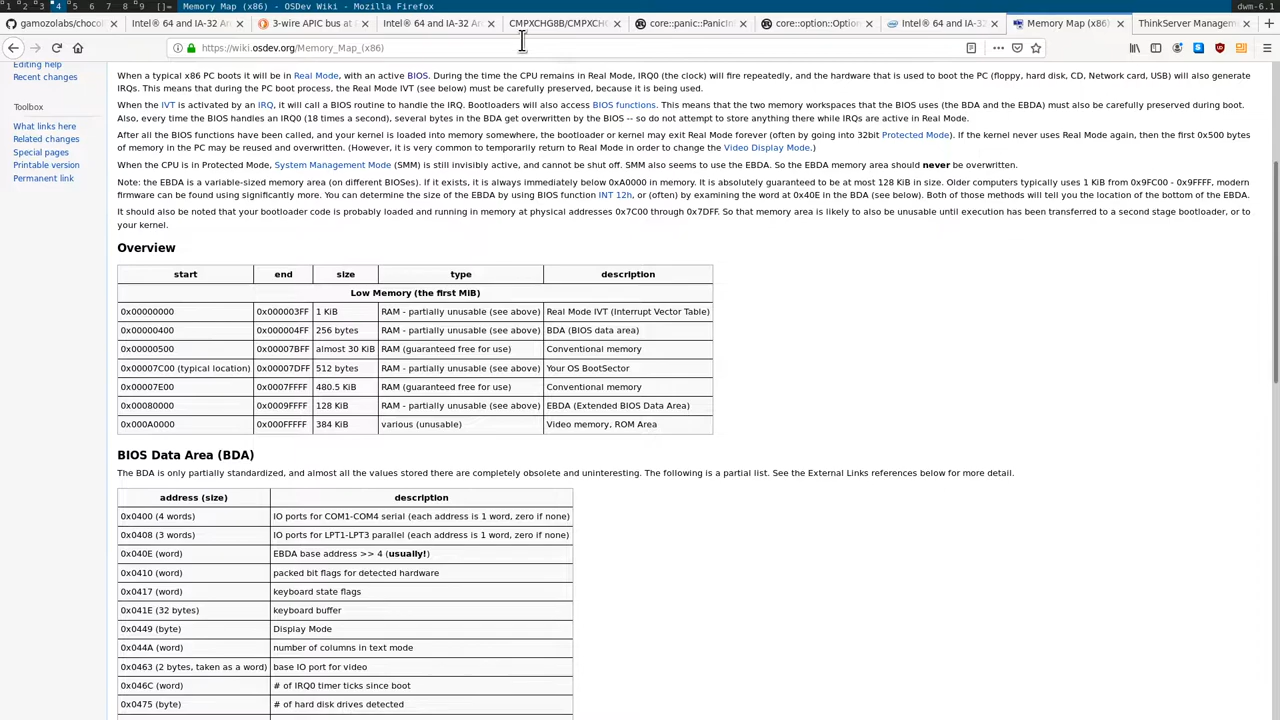 1 2 3 4 5 6 7 8 9 []= Memory Map (x86) - Mozilla Firefox dwm-6.1
gamozolabs/chocol Intel® 64 and IA-32 Ar 3-wire APIC bus at Intel® 64 and IA-32 Ar CMPXCHG8B/CMPXCHG core::panic::PanicIn core::option::Option Intel® 64 and IA-32 Memory Map (x86) ThinkServer Managem
https://wiki.osdev.org/Memory_Map_(x86)
Editing help
Recent changes
Toolbox
What links here
Related changes
Special pages
Printable version
Permanent link
When a typical x86 PC boots it will be in Real Mode, with an active BIOS. During the time the CPU remains in Real Mode, IRQ0 (the clock) will fire repeatedly, and the hardware that is used to boot the PC (floppy, hard disk, CD, Network card, USB) will also generate
IRQs. This means that during the PC boot process, the Real Mode IVT (see below) must be carefully preserved, because it is being used.
When the IVT is activated by an IRQ, it will call a BIOS routine to handle the IRQ. Bootloaders will also access BIOS functions. This means that the two memory workspaces that the BIOS uses (the BDA and the EBDA) must also be carefully preserved during boot.
Also, every time the BIOS handles an IRQ0 (18 times a second), several bytes in the BDA get overwritten by the BIOS -- so do not attempt to store anything there while IRQs are active in Real Mode.
After all the BIOS functions have been called, and your kernel is loaded into memory somewhere, the bootloader or kernel may exit Real Mode forever (often by going into 32bit Protected Mode). If the kernel never uses Real Mode again, then the first 0x500 bytes
of memory in the PC may be reused and overwritten. (However, it is very common to temporarily return to Real Mode in order to change the Video Display Mode.)
When the CPU is in Protected Mode, System Management Mode (SMM) is still invisibly active, and cannot be shut off. SMM also seems to use the EBDA. So the EBDA memory area should never be overwritten.
Note: the EBDA is a variable-sized memory area (on different BIOSes). If it exists, it is always immediately below 0xA0000 in memory. It is absolutely guaranteed to be at most 128 KiB in size. Older computers typically uses 1 KiB from 0x9FC00 - 0x9FFFF, modern
firmware can be found using significantly more. You can determine the size of the EBDA by using BIOS function INT 12h, or (often) by examining the word at 0x40E in the BDA (see below). Both of those methods will tell you the location of the bottom of the EBDA.
It should also be noted that your bootloader code is probably loaded and running in memory at physical addresses 0x7C00 through 0x7DFF. So that memory area is likely to also be unusable until execution has been transferred to a second stage bootloader, or to
your kernel.
Overview
start end size type description
Low Memory (the first MiB)
0x00000000 0x000003FF 1 KiB RAM - partially unusable (see above) Real Mode IVT (Interrupt Vector Table)
0x00000400 0x000004FF 256 bytes RAM - partially unusable (see above) BDA (BIOS data area)
0x00000500 0x00007BFF almost 30 KiB RAM (guaranteed free for use) Conventional memory
0x00007C00 (typical location) 0x00007DFF 512 bytes RAM - partially unusable (see above) Your OS BootSector
0x00007E00 0x0007FFFF 480.5 KiB RAM (guaranteed free for use) Conventional memory
0x00080000 0x0009FFFF 128 KiB RAM - partially unusable (see above) EBDA (Extended BIOS Data Area)
0x000A0000 0x000FFFFF 384 KiB various (unusable) Video memory, ROM Area
BIOS Data Area (BDA)
The BDA is only partially standardized, and almost all the values stored there are completely obsolete and uninteresting. The following is a partial list. See the External Links references below for more detail.
address (size) description
0x0400 (4 words) IO ports for COM1-COM4 serial (each address is 1 word, zero if none)
0x0408 (3 words) IO ports for LPT1-LPT3 parallel (each address is 1 word, zero if none)
0x040E (word) EBDA base address >> 4 (usually!)
0x0410 (word) packed bit flags for detected hardware
0x0417 (word) keyboard state flags
0x041E (32 bytes) keyboard buffer
0x0449 (byte) Display Mode
0x044A (word) number of columns in text mode
0x0463 (2 bytes, taken as a word) base IO port for video
0x046C (word) # of IRQ0 timer ticks since boot
0x0475 (byte) # of hard disk drives detected